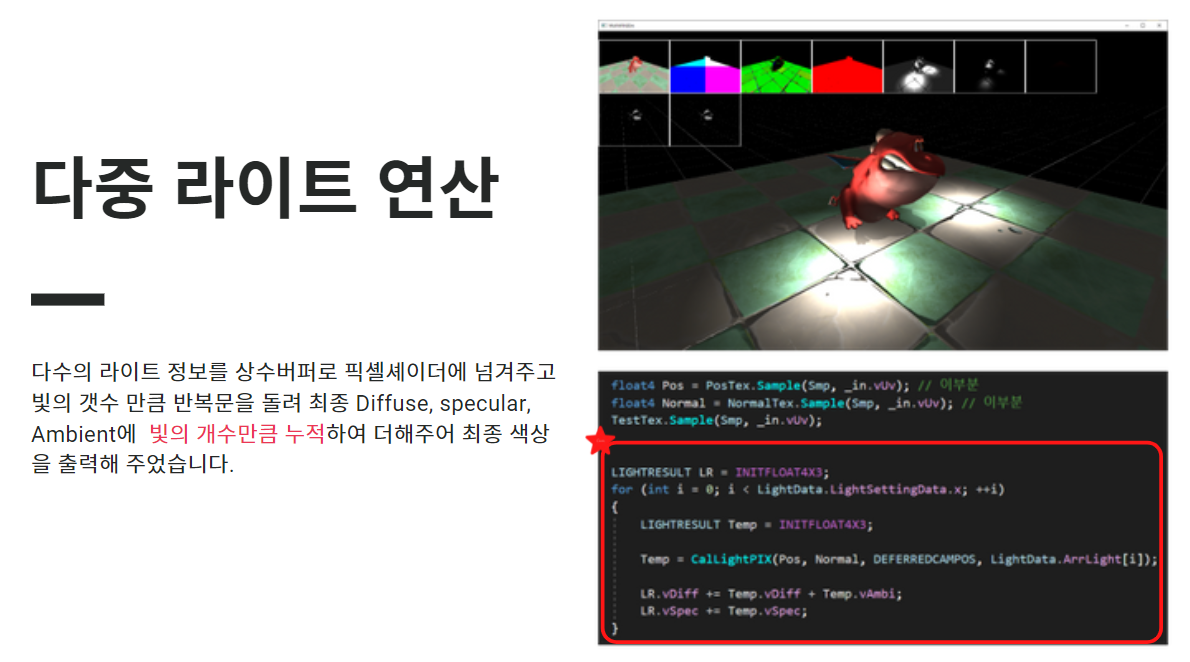 다중 라이트 연산
다수의 라이트 정보를 상수버퍼로 픽셀셰이더에 넘겨주고
빛의 갯수 만큼 반복문을 돌려 최종 Diffuse, specular,
Ambient에 빛의 개수만큼 누적하여 더해주어 최종 색상
을 출력해 주었습니다.
float4 Pos = PosTex.Sample(Smp, _in.vUv); // 이부분
float4 Normal = NormalTex.Sample(Smp, _in.vUv); // 이부분
TestTex.Sample(Smp, _in.vUv);
LIGHTRESULT LR = INITFLOAT4X3;
for (int i = 0; i < LightData.LightSettingData.x; ++i)
{
LIGHTRESULT Temp = INITFLOAT4X3;
Temp = CalLightPIX(Pos, Normal, DEFERREDCAMPOS, LightData.ArrLight[i]);
LR.vDiff += Temp.vDiff + Temp.vAmbi;
LR.vSpec += Temp.vSpec;
}